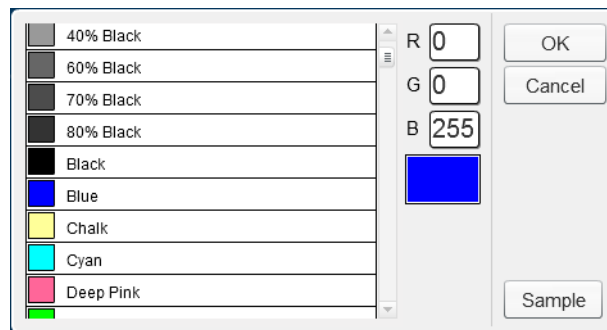 40% Black
60% Black
70% Black
80% Black
Black
Blue
Chalk
Cyan
Deep Pink
R 0
G 0
B 255
OK
Cancel
Sample